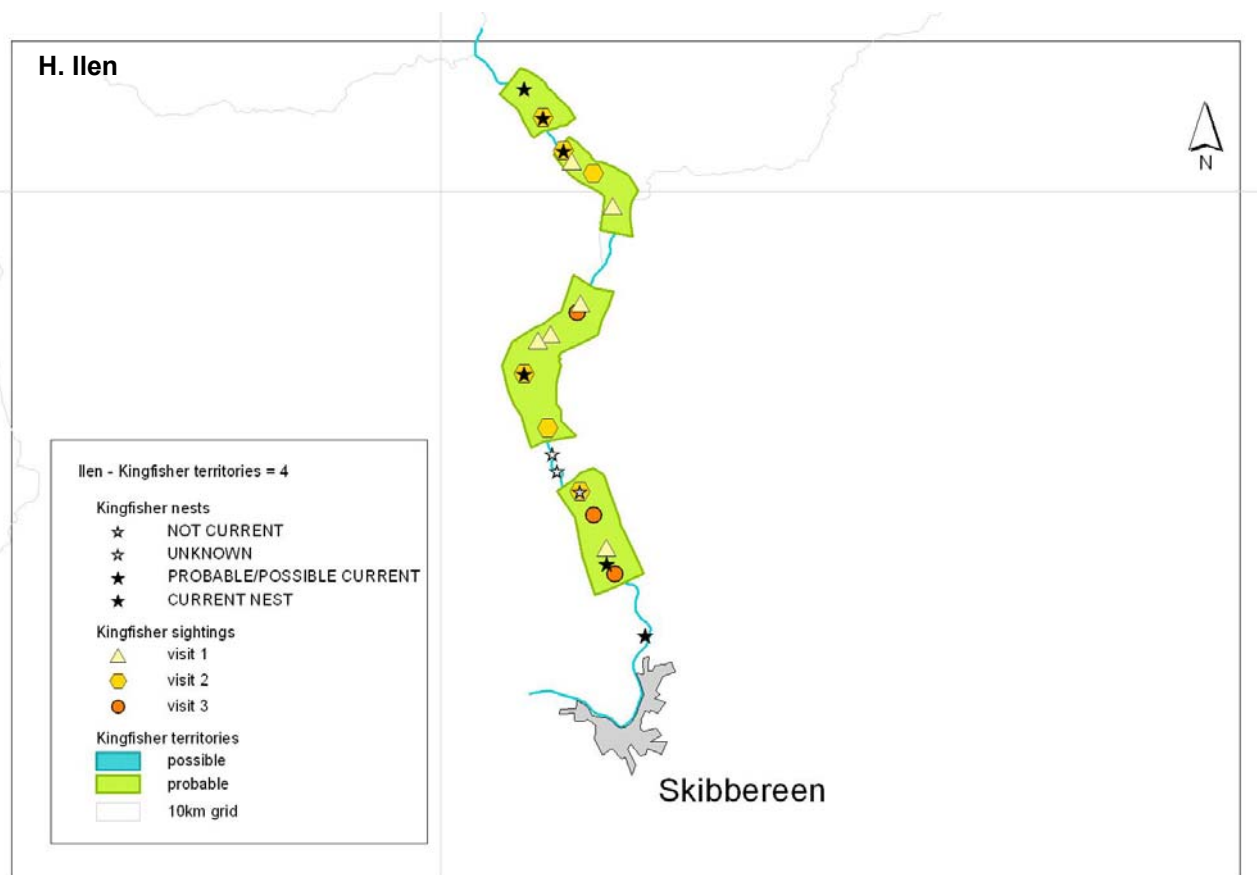 H. Ilen
N
Ilen - Kingfisher territories = 4
Kingfisher nests
NOT CURRENT
UNKNOWN
PROBABLE/POSSIBLE CURRENT
CURRENT NEST
Kingfisher sightings
visit 1
visit 2
visit 3
Kingfisher territories
possible
probable
10km grid
Skibbereen